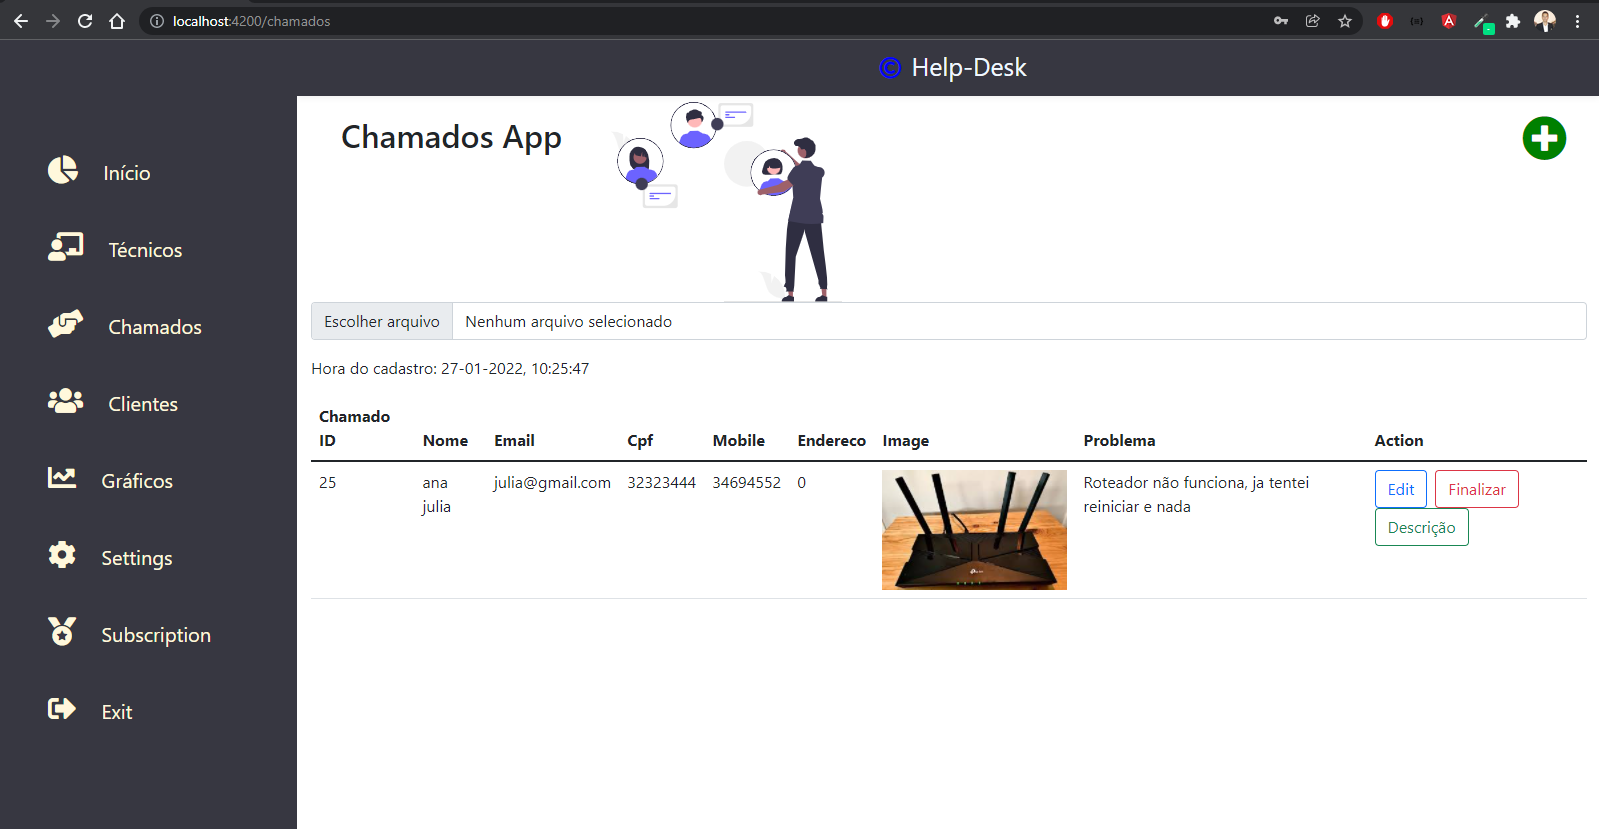 localhost:4200/chamados
© Help-Desk
Início
Técnicos
Chamados
Clientes
Gráficos
Settings
Subscription
Exit
Chamados App
Escolher arquivo Nenhum arquivo selecionado
Hora do cadastro: 27-01-2022, 10:25:47
Chamado
ID Nome Email Cpf Mobile Endereco Image Problema Action
25 ana julia@gmail.com 32323444 34694552 0 Roteador não funciona, ja tentei Edit Finalizar
julia reiniciar e nada
Descrição